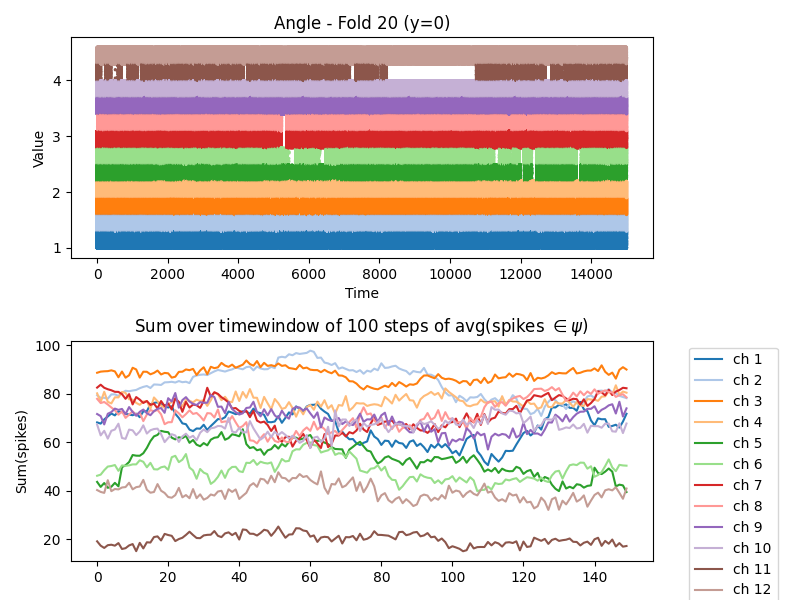 Angle - Fold 20 (y=0)
Value
4
3
2
1
0 2000 4000 6000 8000 10000 12000 14000
Time
Sum over timewindow of 100 steps of avg(spikes ∈ ψ)
Sum(spikes)
100
80
60
40
20
0 20 40 60 80 100 120 140
ch 1
ch 2
ch 3
ch 4
ch 5
ch 6
ch 7
ch 8
ch 9
ch 10
ch 11
ch 12